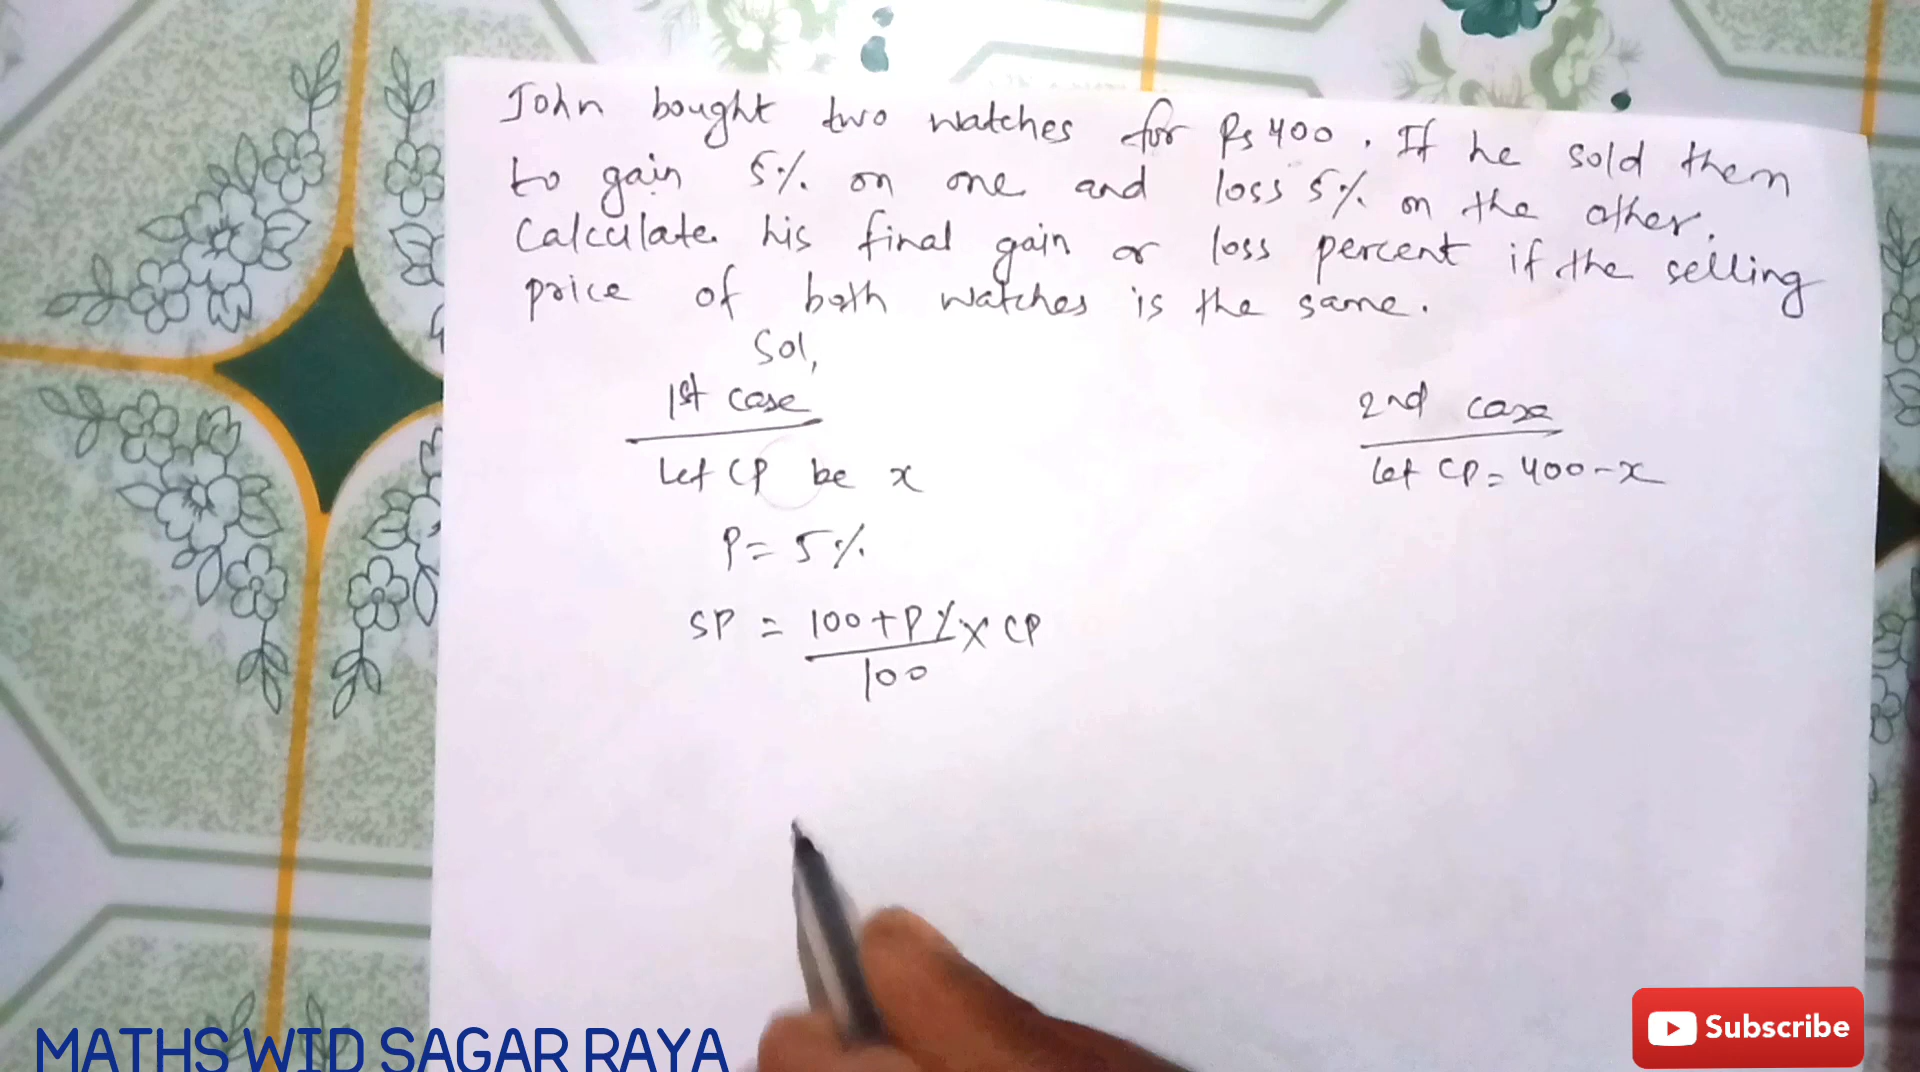 John bought two watches for Rs 400. If he sold them
to gain 5% on one and loss 5% on the other.
Calculate his final gain or loss percent if the selling
price of both watches is the same.
Sol,
1st case
Let CP be x
P = 5%
SP = 100+P% × CP
100
2nd case
Let CP = 400-x
MATHS WID SAGAR RAYA
Subscribe